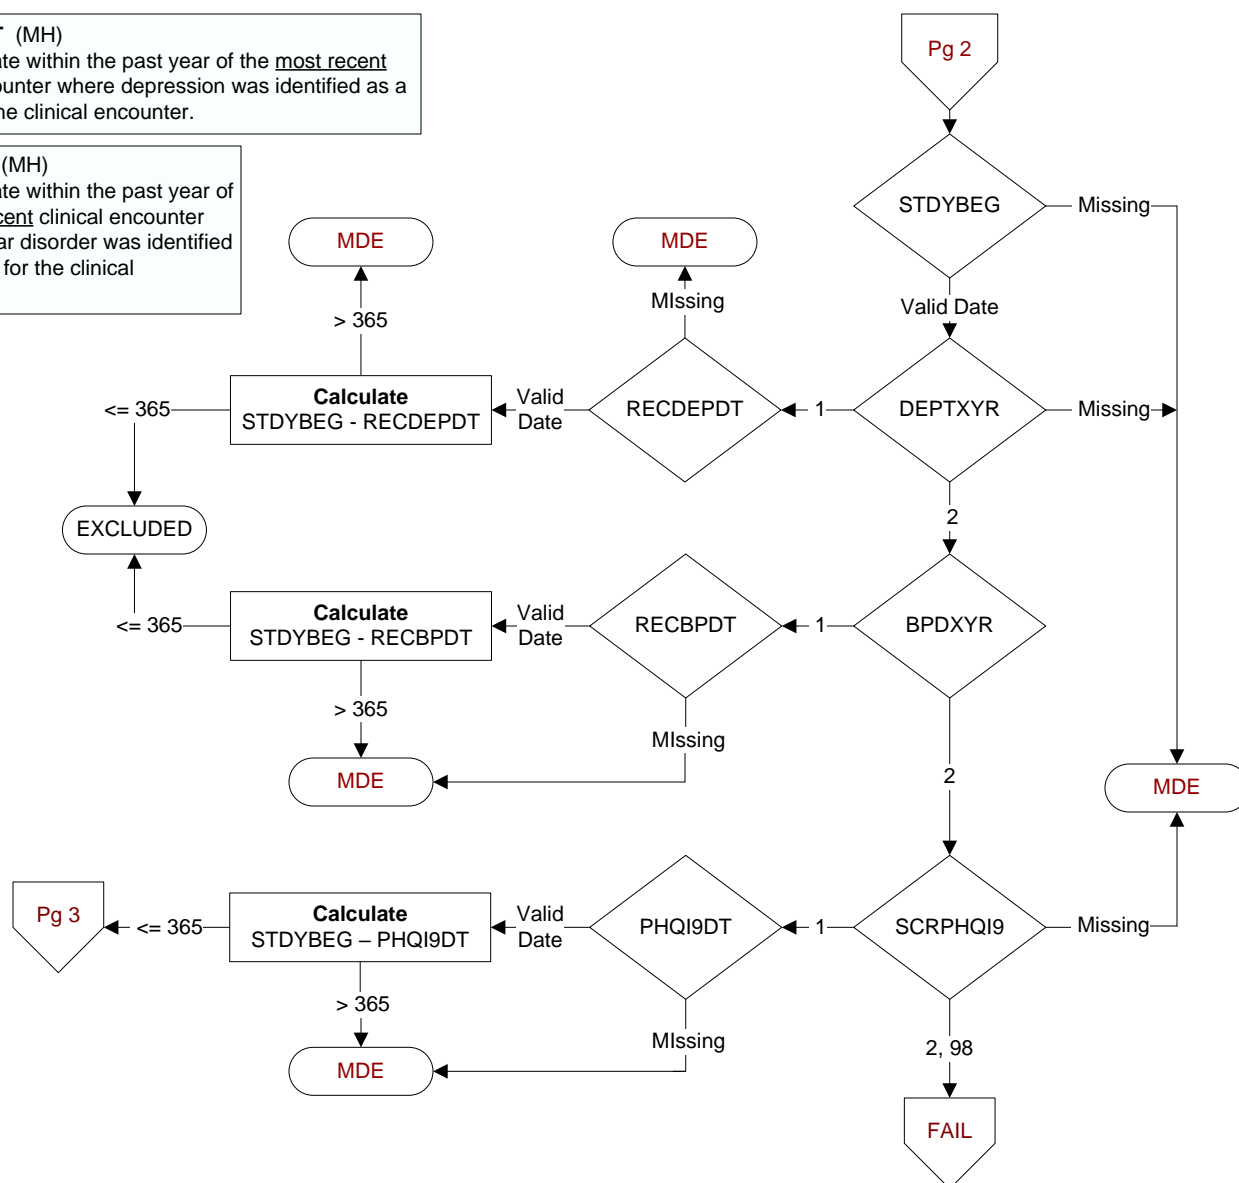 (MH)
ate within the past year of the most recent
ounter where depression was identified as a
he clinical encounter.
(MH)
ate within the past year of
cent clinical encounter
ar disorder was identified
for the clinical
Pg 2
STDYBEG
Missing
Valid Date
MDE
MDE
> 365
MIssing
<= 365
Calculate
STDYBEG - RECDEPDT
Valid
Date
RECDEPDT
1
DEPTXYR
Missing
EXCLUDED
2
<= 365
Calculate
STDYBEG - RECBPDT
Valid
Date
RECBPDT
1
BPDXYR
> 365
MIssing
MDE
2
MDE
Pg 3
<= 365
Calculate
STDYBEG – PHQI9DT
Valid
Date
PHQI9DT
1
SCRPHQI9
Missing
> 365
MIssing
2, 98
MDE
FAIL